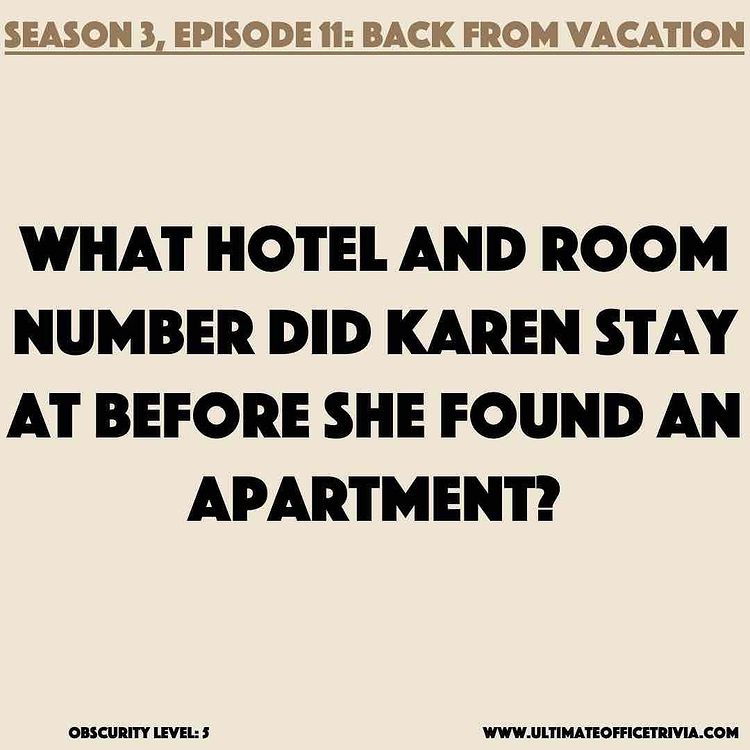 SEASON 3, EPISODE 11: BACK FROM VACATION
WHAT HOTEL AND ROOM
NUMBER DID KAREN STAY
AT BEFORE SHE FOUND AN
APARTMENT?
OBSCURITY LEVEL: 5
WWW.ULTIMATEOFFICETRIVIA.COM